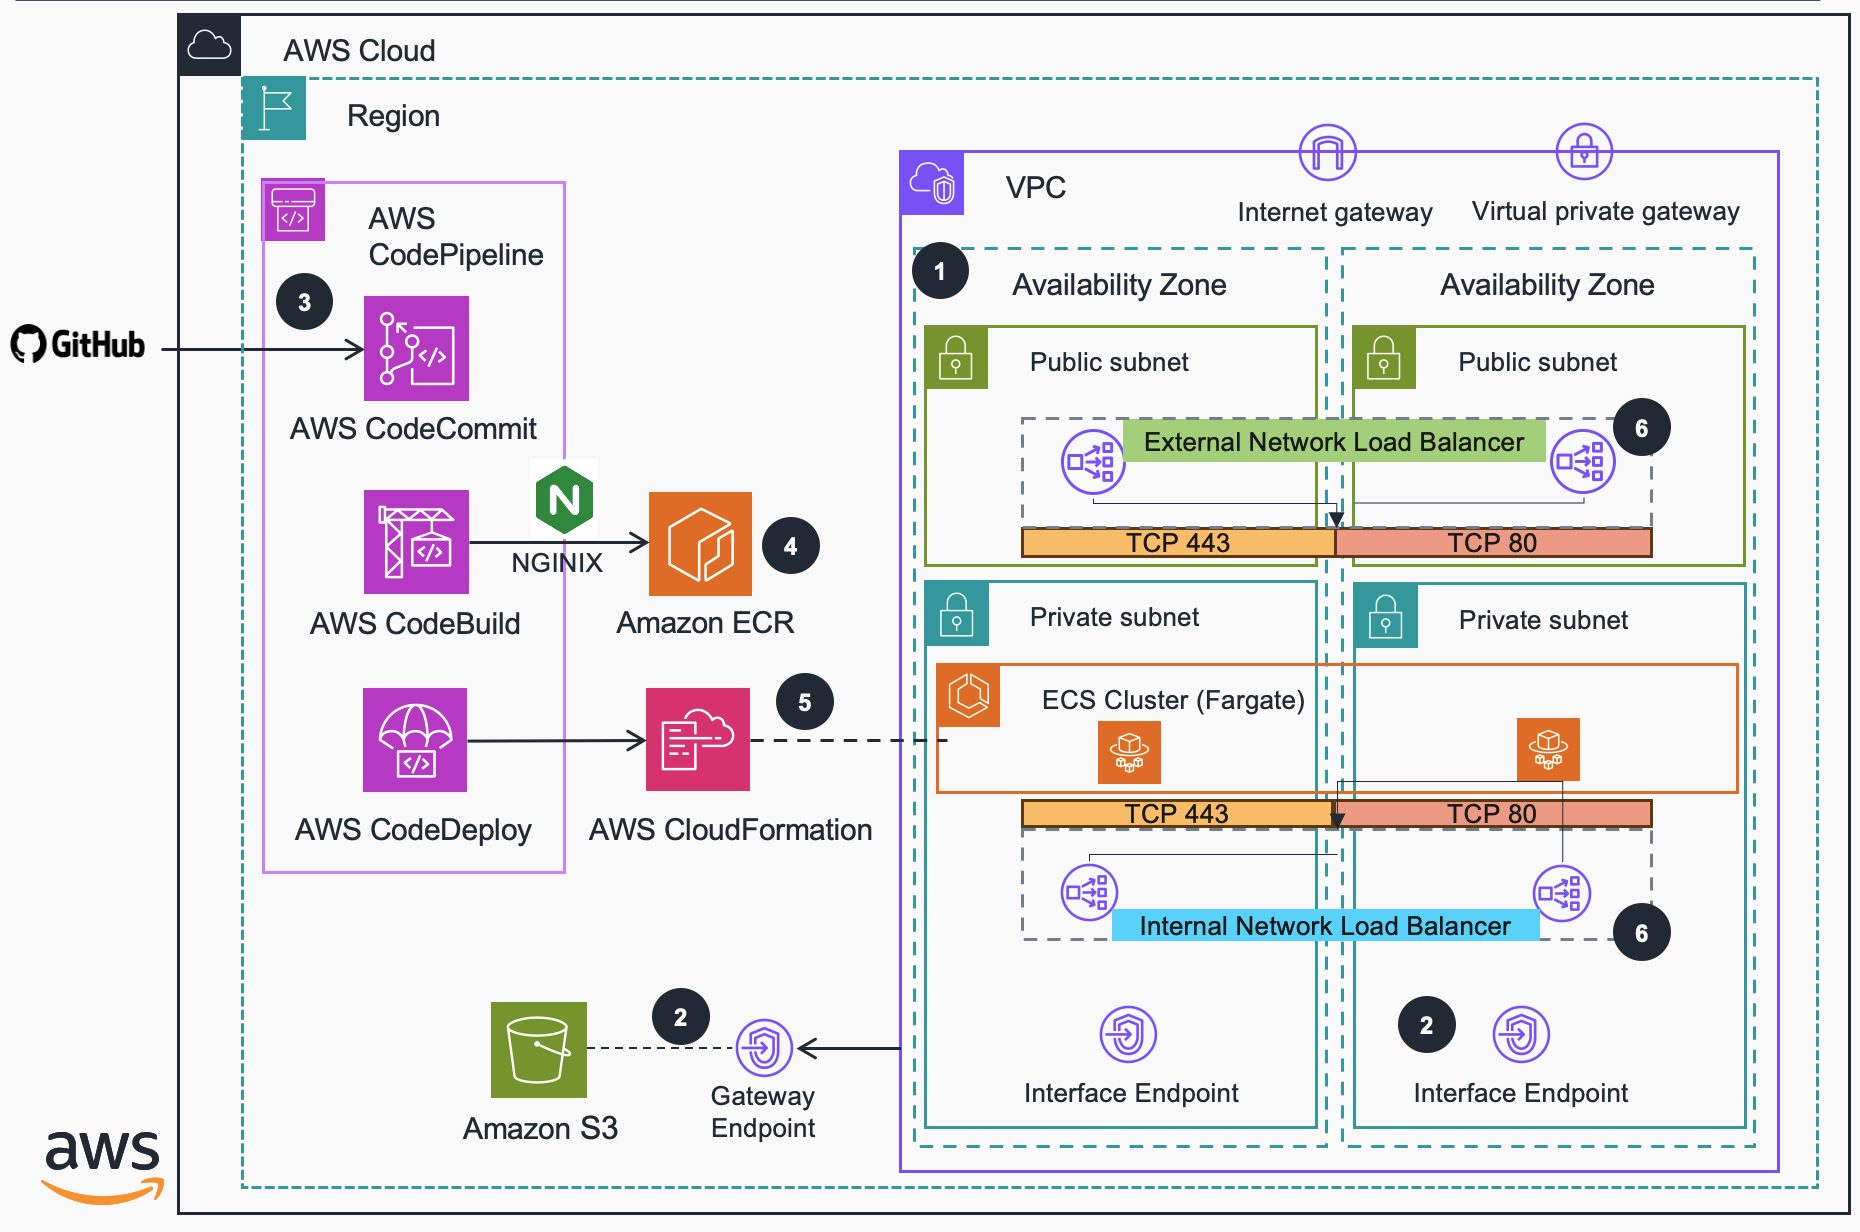 AWS Cloud
Region
AWS
CodePipeline
3
GitHub
AWS CodeCommit
NGINIX
AWS CodeBuild
4
Amazon ECR
5
AWS CodeDeploy
AWS CloudFormation
2
Gateway
Endpoint
Amazon S3
aws
VPC
Internet gateway
Virtual private gateway
1
Availability Zone
Availability Zone
Public subnet
Public subnet
External Network Load Balancer
6
TCP 443
TCP 80
Private subnet
Private subnet
ECS Cluster (Fargate)
TCP 443
TCP 80
Internal Network Load Balancer
6
2
Interface Endpoint
Interface Endpoint